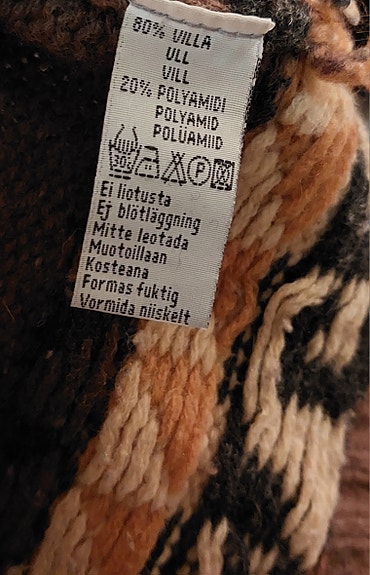 80% VILLA
ULL
VILL
20% POLYAMIDI
POLYAMID
POLÜAMIID
30° P
Ei liotusta
Ej blötläggning
Mitte leotada
Muotoillaan
Kosteana
Formas fuktig
Vormida niiskelt